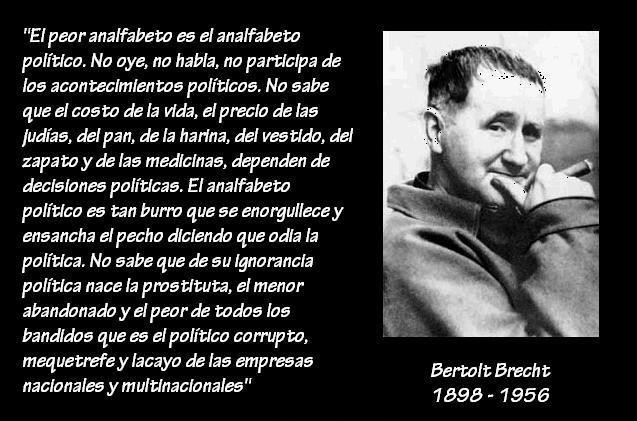 "El peor analfabeto es el analfabeto
político. No oye, no habla, no participa de
los acontecimientos políticos. No sabe
que el costo de la vida, el precio de las
judías, del pan, de la harina, del vestido, del
zapato y de las medicinas, dependen de
decisiones políticas. El analfabeto
político es tan burro que se enorgullece y
ensancha el pecho diciendo que odia la
política. No sabe que de su ignorancia
política nace la prostituta, el menor
abandonado y el peor de todos los
bandidos que es el político corrupto,
mequetrefe y lacayo de las empresas
nacionales y multinacionales"
Bertolt Brecht
1898 - 1956